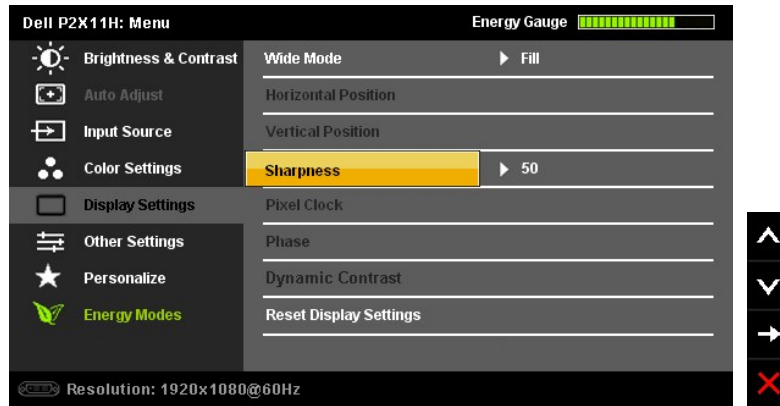 Dell P2X11H: Menu Energy Gauge
Brightness & Contrast Wide Mode Fill
Auto Adjust Horizontal Position
Input Source Vertical Position
Color Settings Sharpness 50
Display Settings Pixel Clock
Other Settings Phase
Personalize Dynamic Contrast
Energy Modes Reset Display Settings
Resolution: 1920x1080@60Hz